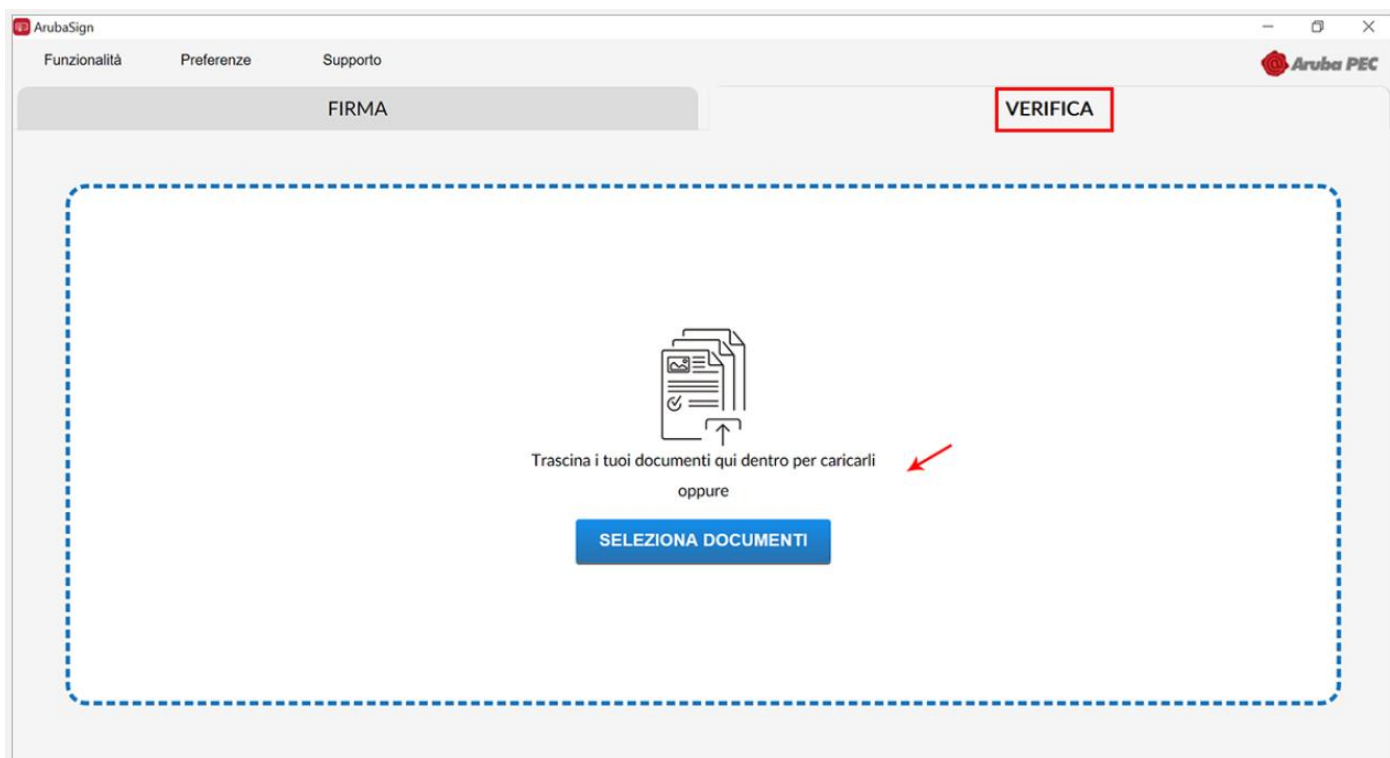 ArubaSign
Funzionalità Preferenze Supporto
Aruba PEC
FIRMA VERIFICA
Trascina i tuoi documenti qui dentro per caricarli
oppure
SELEZIONA DOCUMENTI